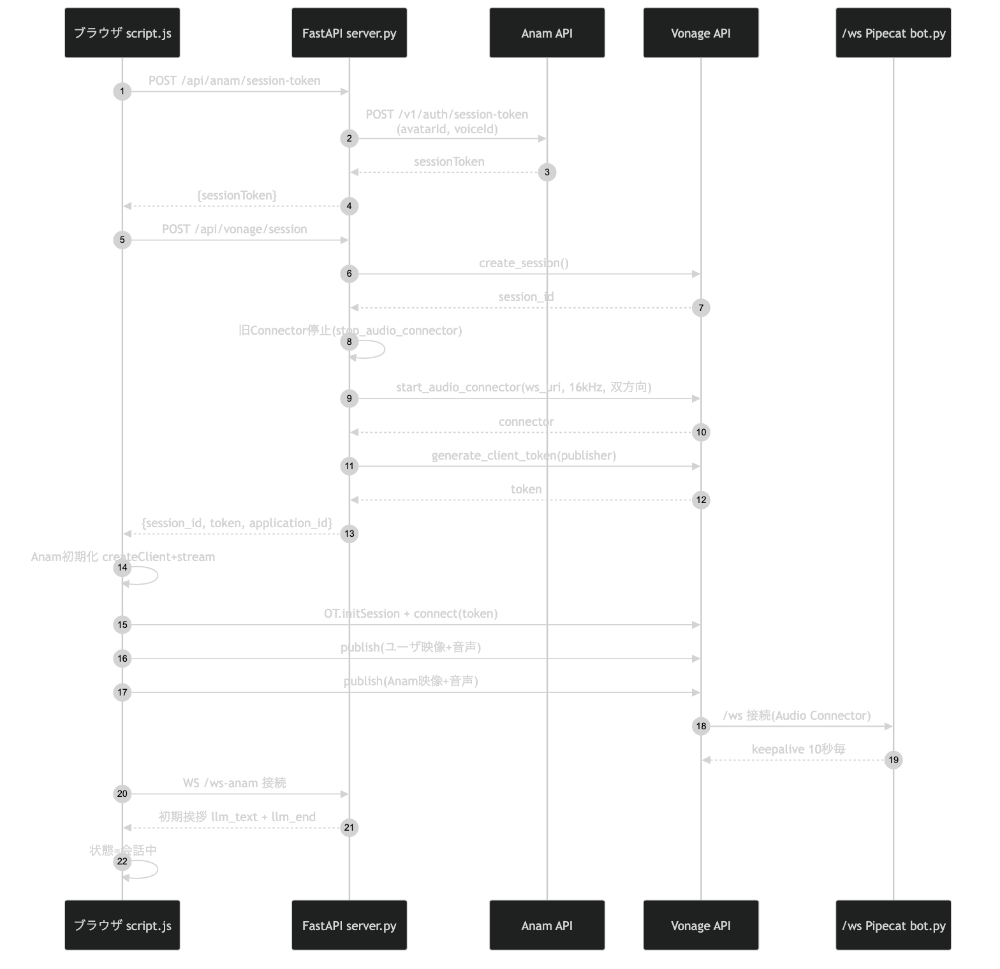 ブラウザ script.js
FastAPI server.py
Anam API
Vonage API
/ws Pipecat bot.py
POST /api/anam/session-token
1
POST /v1/auth/session-token
(avatarId, voiceId)
2
sessionToken
3
{sessionToken}
4
POST /api/vonage/session
5
create_session()
6
session_id
7
旧Connector停止(stop_audio_connector)
8
start_audio_connector(ws_uri, 16kHz, 双方向)
9
connector
10
generate_client_token(publisher)
11
token
12
{session_id, token, application_id}
13
Anam初期化 createClient+stream
14
OT.initSession + connect(token)
15
publish(ユーザ映像+音声)
16
publish(Anam映像+音声)
17
/ws 接続(Audio Connector)
18
keepalive 10秒毎
19
WS /ws-anam 接続
20
初期挨拶 llm_text + llm_end
21
状態=会話中
22
ブラウザ script.js
FastAPI server.py
Anam API
Vonage API
/ws Pipecat bot.py